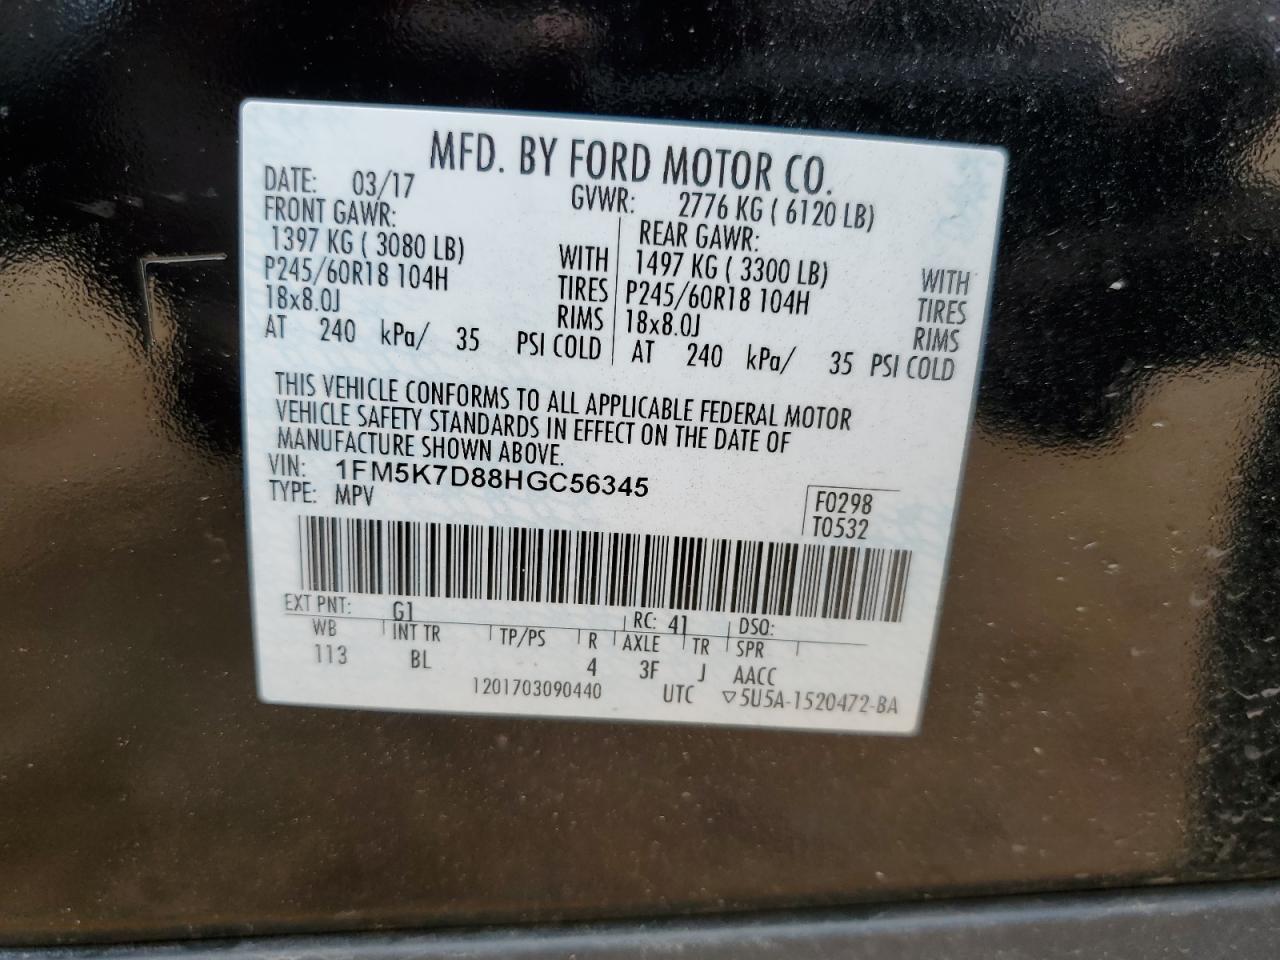 MFD. BY FORD MOTOR CO.
DATE: 03/17 GVWR: 2776 KG ( 6120 LB)
FRONT GAWR: REAR GAWR:
1397 KG ( 3080 LB) WITH 1497 KG ( 3300 LB) WITH
P245/60R18 104H TIRES P245/60R18 104H TIRES
18x8.0J RIMS 18x8.0J RIMS
AT 240 kPa/ 35 PSI COLD AT 240 kPa/ 35 PSI COLD
THIS VEHICLE CONFORMS TO ALL APPLICABLE FEDERAL MOTOR
VEHICLE SAFETY STANDARDS IN EFFECT ON THE DATE OF
MANUFACTURE SHOWN ABOVE.
VIN: 1FM5K7D88HGC56345
TYPE: MPV
F0298
T0532
EXT PNT: G1 RC: 41 DSO:
WB INT TR TP/PS R AXLE TR SPR
113 BL 4 3F J AACC
1201703090440 UTC ▽5U5A-1520472-BA